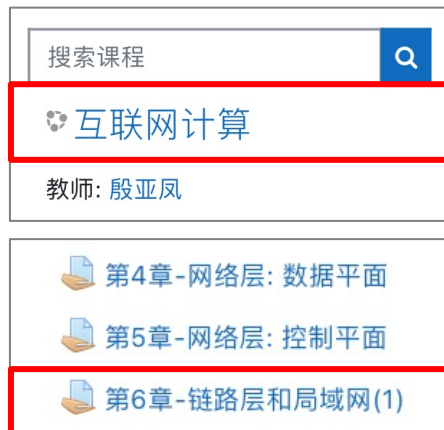 搜索课程
互联网计算
教师: 殷亚凤
第4章-网络层: 数据平面
第5章-网络层: 控制平面
第6章-链路层和局域网(1)